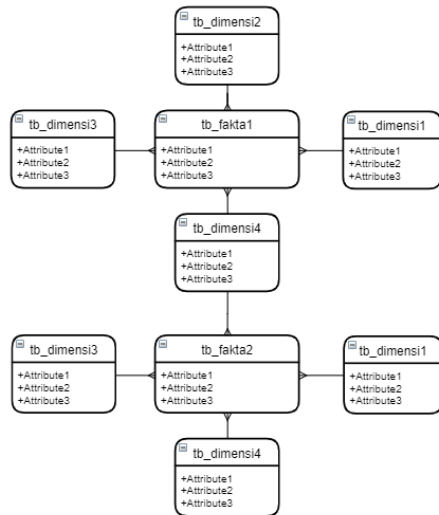 tb_dimensi2
+Attribute1
+Attribute2
+Attribute3
tb_dimensi3
+Attribute1
+Attribute2
+Attribute3
tb_fakta1
+Attribute1
+Attribute2
+Attribute3
tb_dimensi1
+Attribute1
+Attribute2
+Attribute3
tb_dimensi4
+Attribute1
+Attribute2
+Attribute3
tb_dimensi3
+Attribute1
+Attribute2
+Attribute3
tb_fakta2
+Attribute1
+Attribute2
+Attribute3
tb_dimensi1
+Attribute1
+Attribute2
+Attribute3
tb_dimensi4
+Attribute1
+Attribute2
+Attribute3